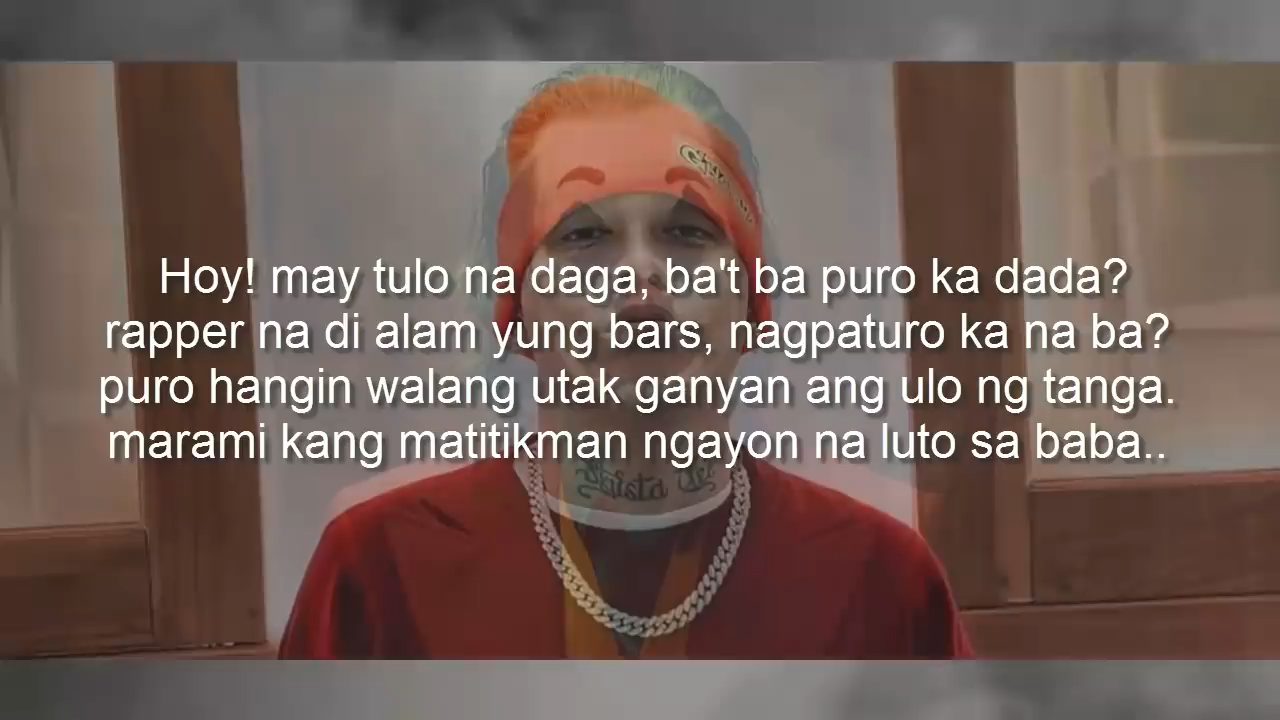 Hoy! may tulo na daga, ba't ba puro ka dada?
rapper na di alam yung bars, nagpaturo ka na ba?
puro hangin walang utak ganyan ang ulo ng tanga.
marami kang matitikman ngayon na luto sa baba..